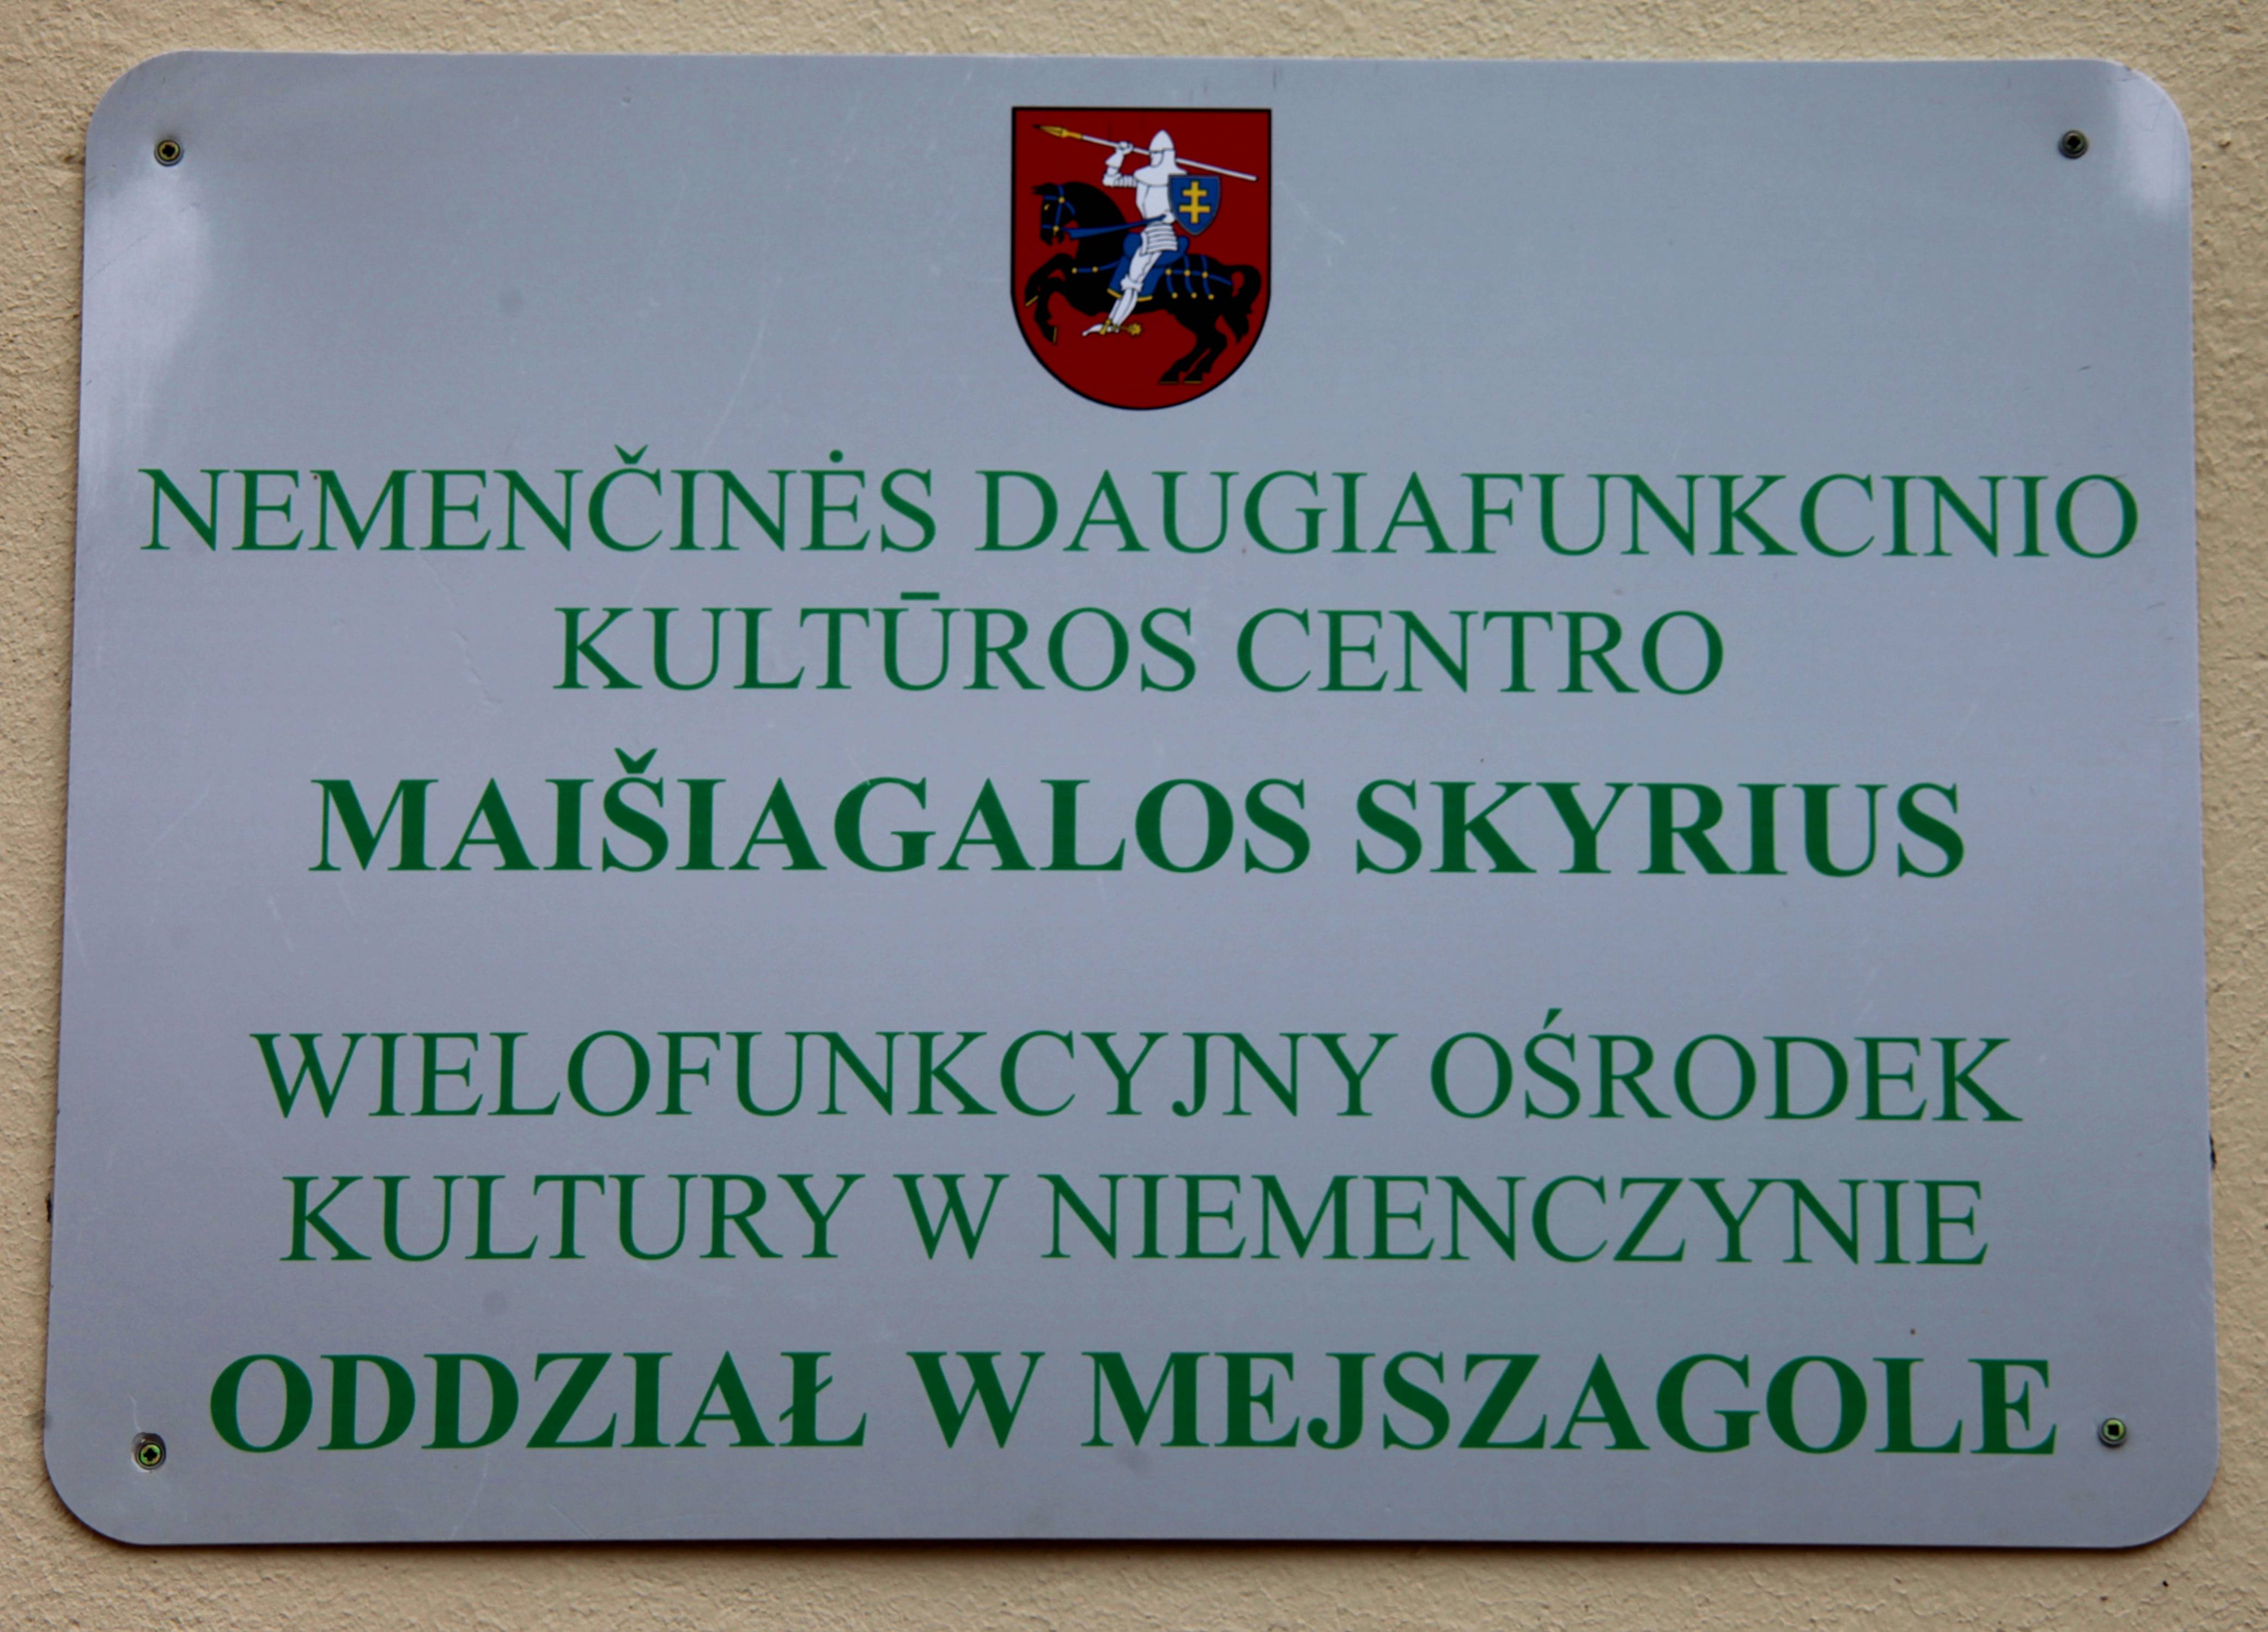 NEMENČINĖS DAUGIAFUNKCINIO
KULTŪROS CENTRO
MAIŠIAGALOS SKYRIUS
WIELOFUNKCYJNY OŚRODEK
KULTURY W NIEMENCZYNIE
ODDZIAŁ W MEJSZAGOLE